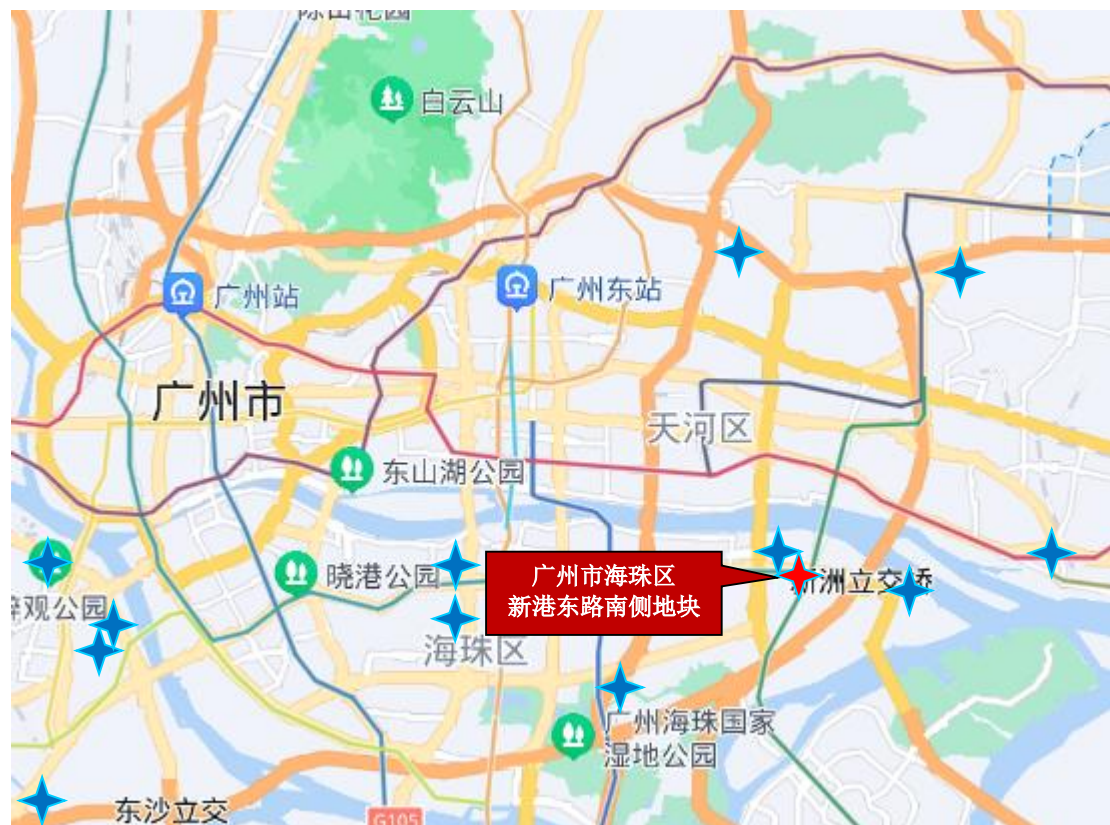 白云山
广州站
广州东站
广州市
天河区
东山湖公园
晓港公园
广州市海珠区
新港东路南侧地块
新洲立交桥
观公园
海珠区
广州海珠国家
湿地公园
东沙立交
G105